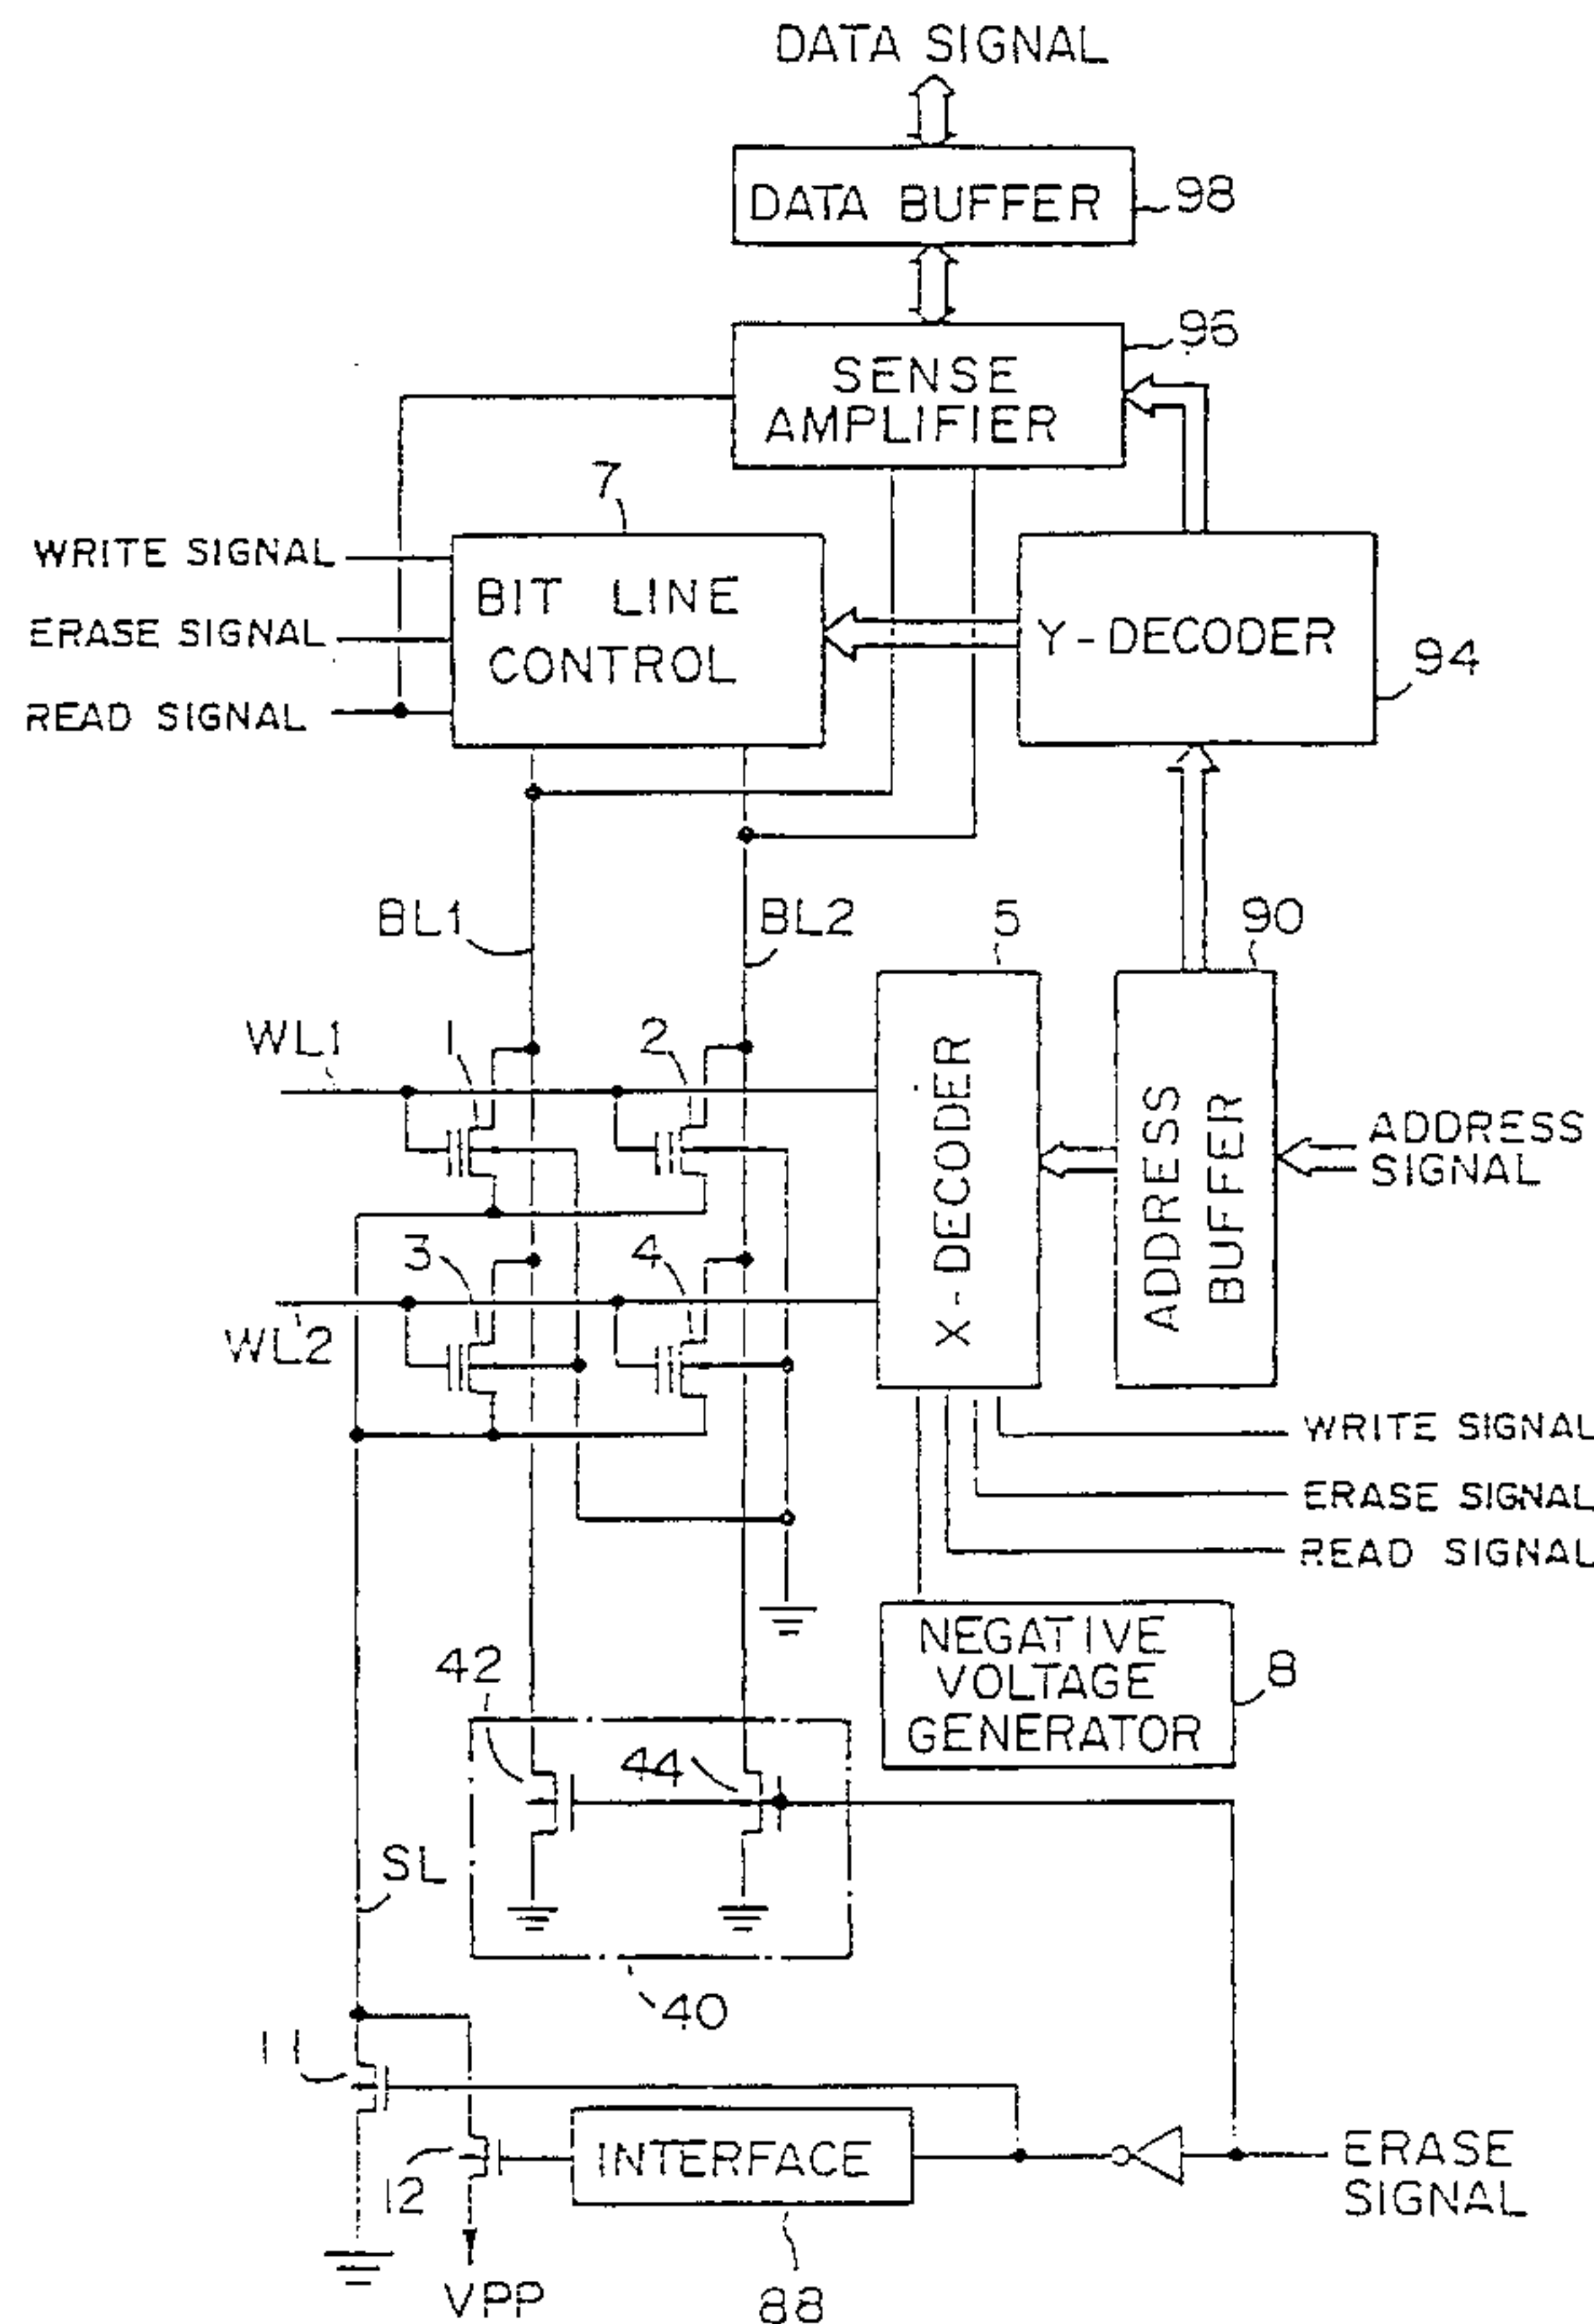 DATA SIGNAL
DATA BUFFER
98
96
SENSE
AMPLIFIER
7
WRITE SIGNAL
ERASE SIGNAL
READ SIGNAL
BIT LINE
CONTROL
Y-DECODER
94
BL1
BL2
5
90
WL1
1
2
X-DECODER
ADDRESS
BUFFER
ADDRESS
SIGNAL
3
4
WL2
WRITE SIGNAL
ERASE SIGNAL
READ SIGNAL
NEGATIVE
VOLTAGE
GENERATOR
8
42
44
SL
40
11
12
INTERFACE
ERASE
SIGNAL
VPP
88